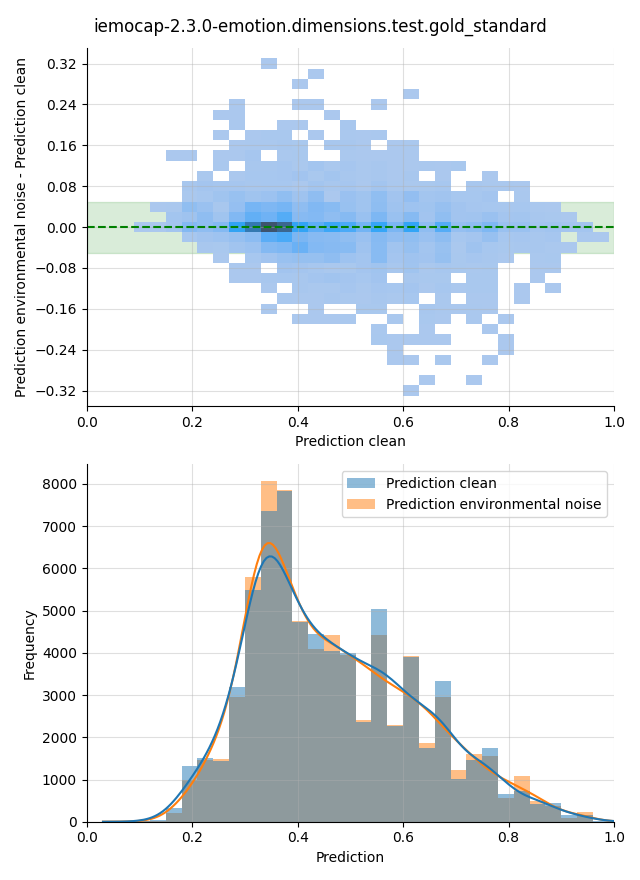 iemocap-2.3.0-emotion.dimensions.test.gold_standard
0.32
0.24
0.16
0.08
0.00
−0.08
−0.16
−0.24
−0.32
Prediction environmental noise - Prediction clean
0.0 0.2 0.4 0.6 0.8 1.0
Prediction clean
8000
7000
6000
5000
4000
3000
2000
1000
0
Frequency
Prediction clean
Prediction environmental noise
0.0 0.2 0.4 0.6 0.8 1.0
Prediction